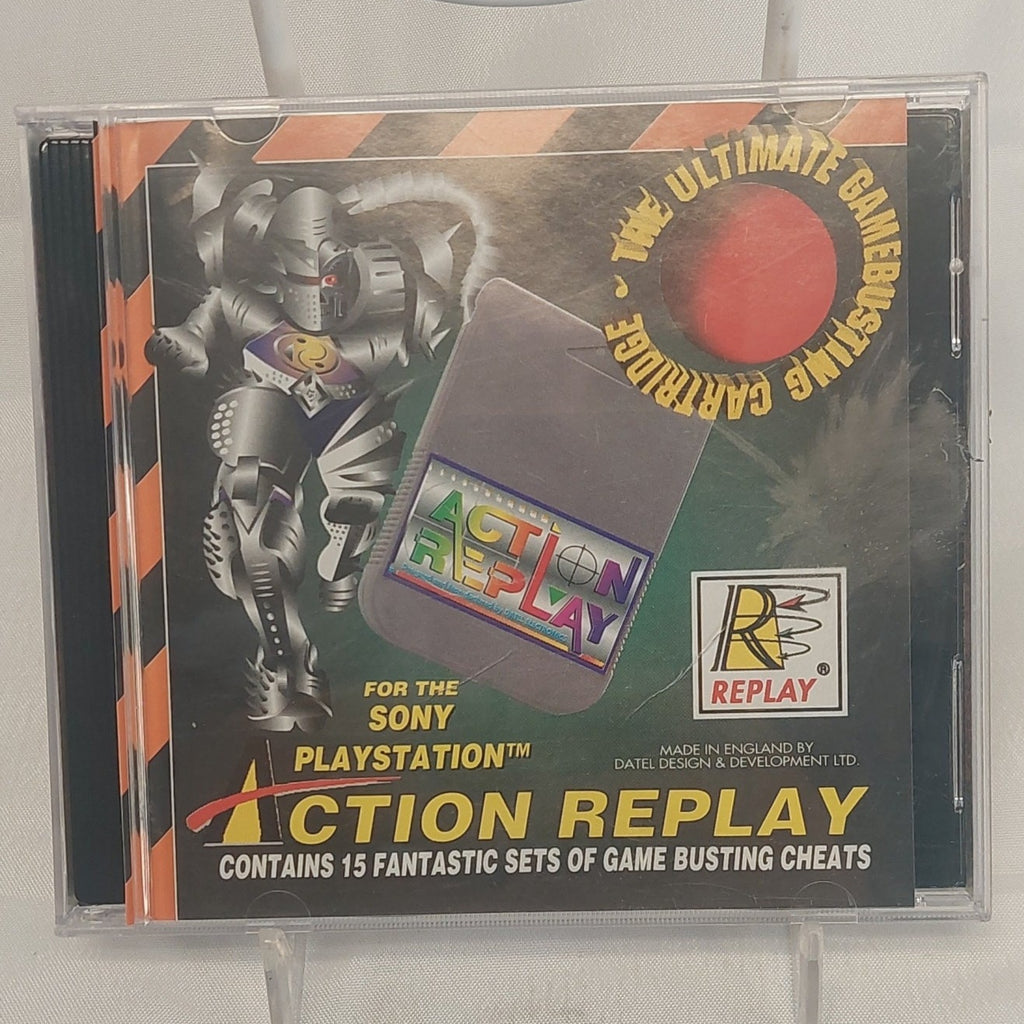 THE ULTIMATE GAMEBUSTING CARTRIDGE -
ACTION
REPLAY
R
REPLAY ®
FOR THE
SONY
PLAYSTATION™
MADE IN ENGLAND BY
DATEL DESIGN & DEVELOPMENT LTD.
ACTION REPLAY
CONTAINS 15 FANTASTIC SETS OF GAME BUSTING CHEATS